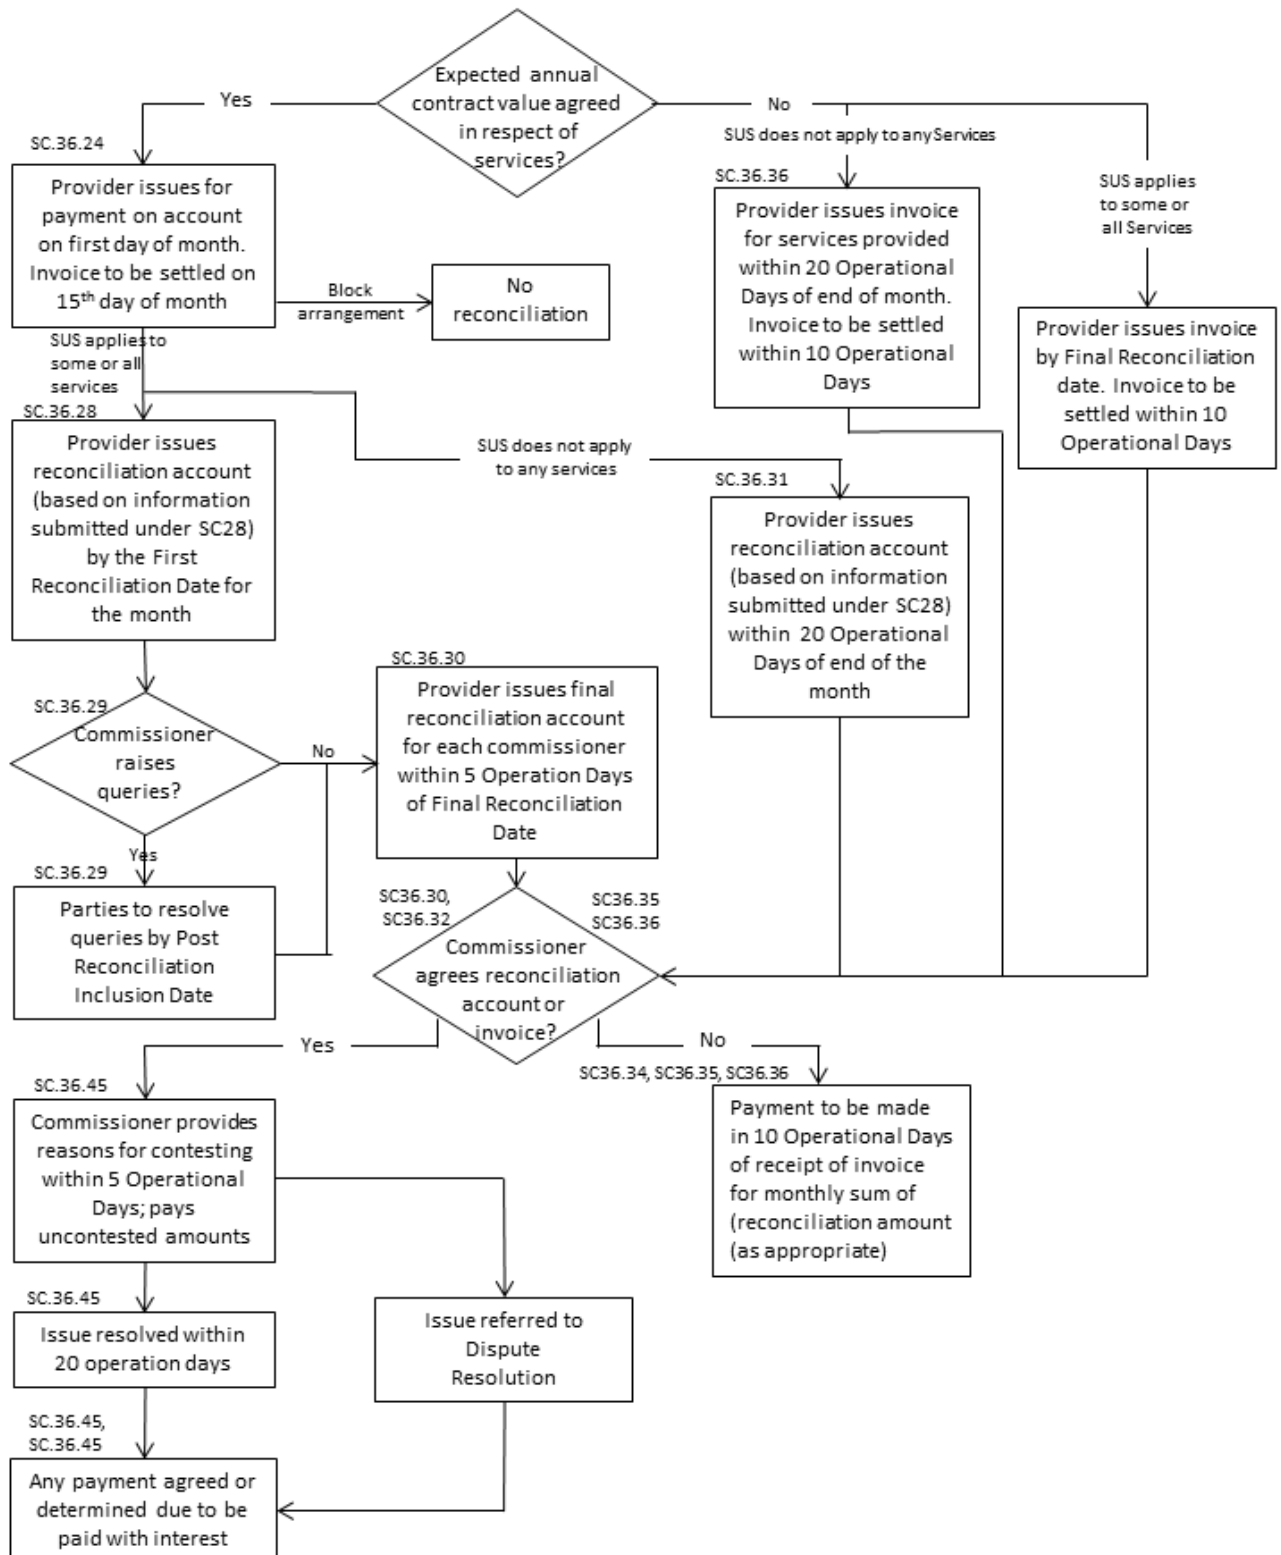 Expected annual
contract value agreed
in respect of
services?
Yes
No
SUS does not apply to any Services
SUS applies
to some or
all Services
SC.36.24
Provider issues for
payment on account
on first day of month.
Invoice to be settled on
15th day of month
Block
arrangement
No
reconciliation
SC.36.36
Provider issues invoice
for services provided
within 20 Operational
Days of end of month.
Invoice to be settled
within 10 Operational
Days
Provider issues invoice
by Final Reconciliation
date. Invoice to be
settled within 10
Operational Days
SUS applies to
some or all
services
SC.36.28
Provider issues
reconciliation account
(based on information
submitted under SC28)
by the First
Reconciliation Date for
the month
SUS does not apply
to any services
SC.36.31
Provider issues
reconciliation account
(based on information
submitted under SC28)
within 20 Operational
Days of end of the
month
SC.36.29
Commissioner
raises
queries?
No
Yes
SC.36.30
Provider issues final
reconciliation account
for each commissioner
within 5 Operation Days
of Final Reconciliation
Date
SC.36.29
Parties to resolve
queries by Post
Reconciliation
Inclusion Date
SC36.30,
SC36.32
SC36.35
SC36.36
Commissioner
agrees reconciliation
account or
invoice?
Yes
No
SC.36.45
Commissioner provides
reasons for contesting
within 5 Operational
Days; pays
uncontested amounts
SC36.34, SC36.35, SC36.36
Payment to be made
in 10 Operational Days
of receipt of invoice
for monthly sum of
(reconciliation amount
(as appropriate)
SC.36.45
Issue resolved within
20 operation days
Issue referred to
Dispute
Resolution
SC.36.45,
SC.36.45
Any payment agreed or
determined due to be
paid with interest